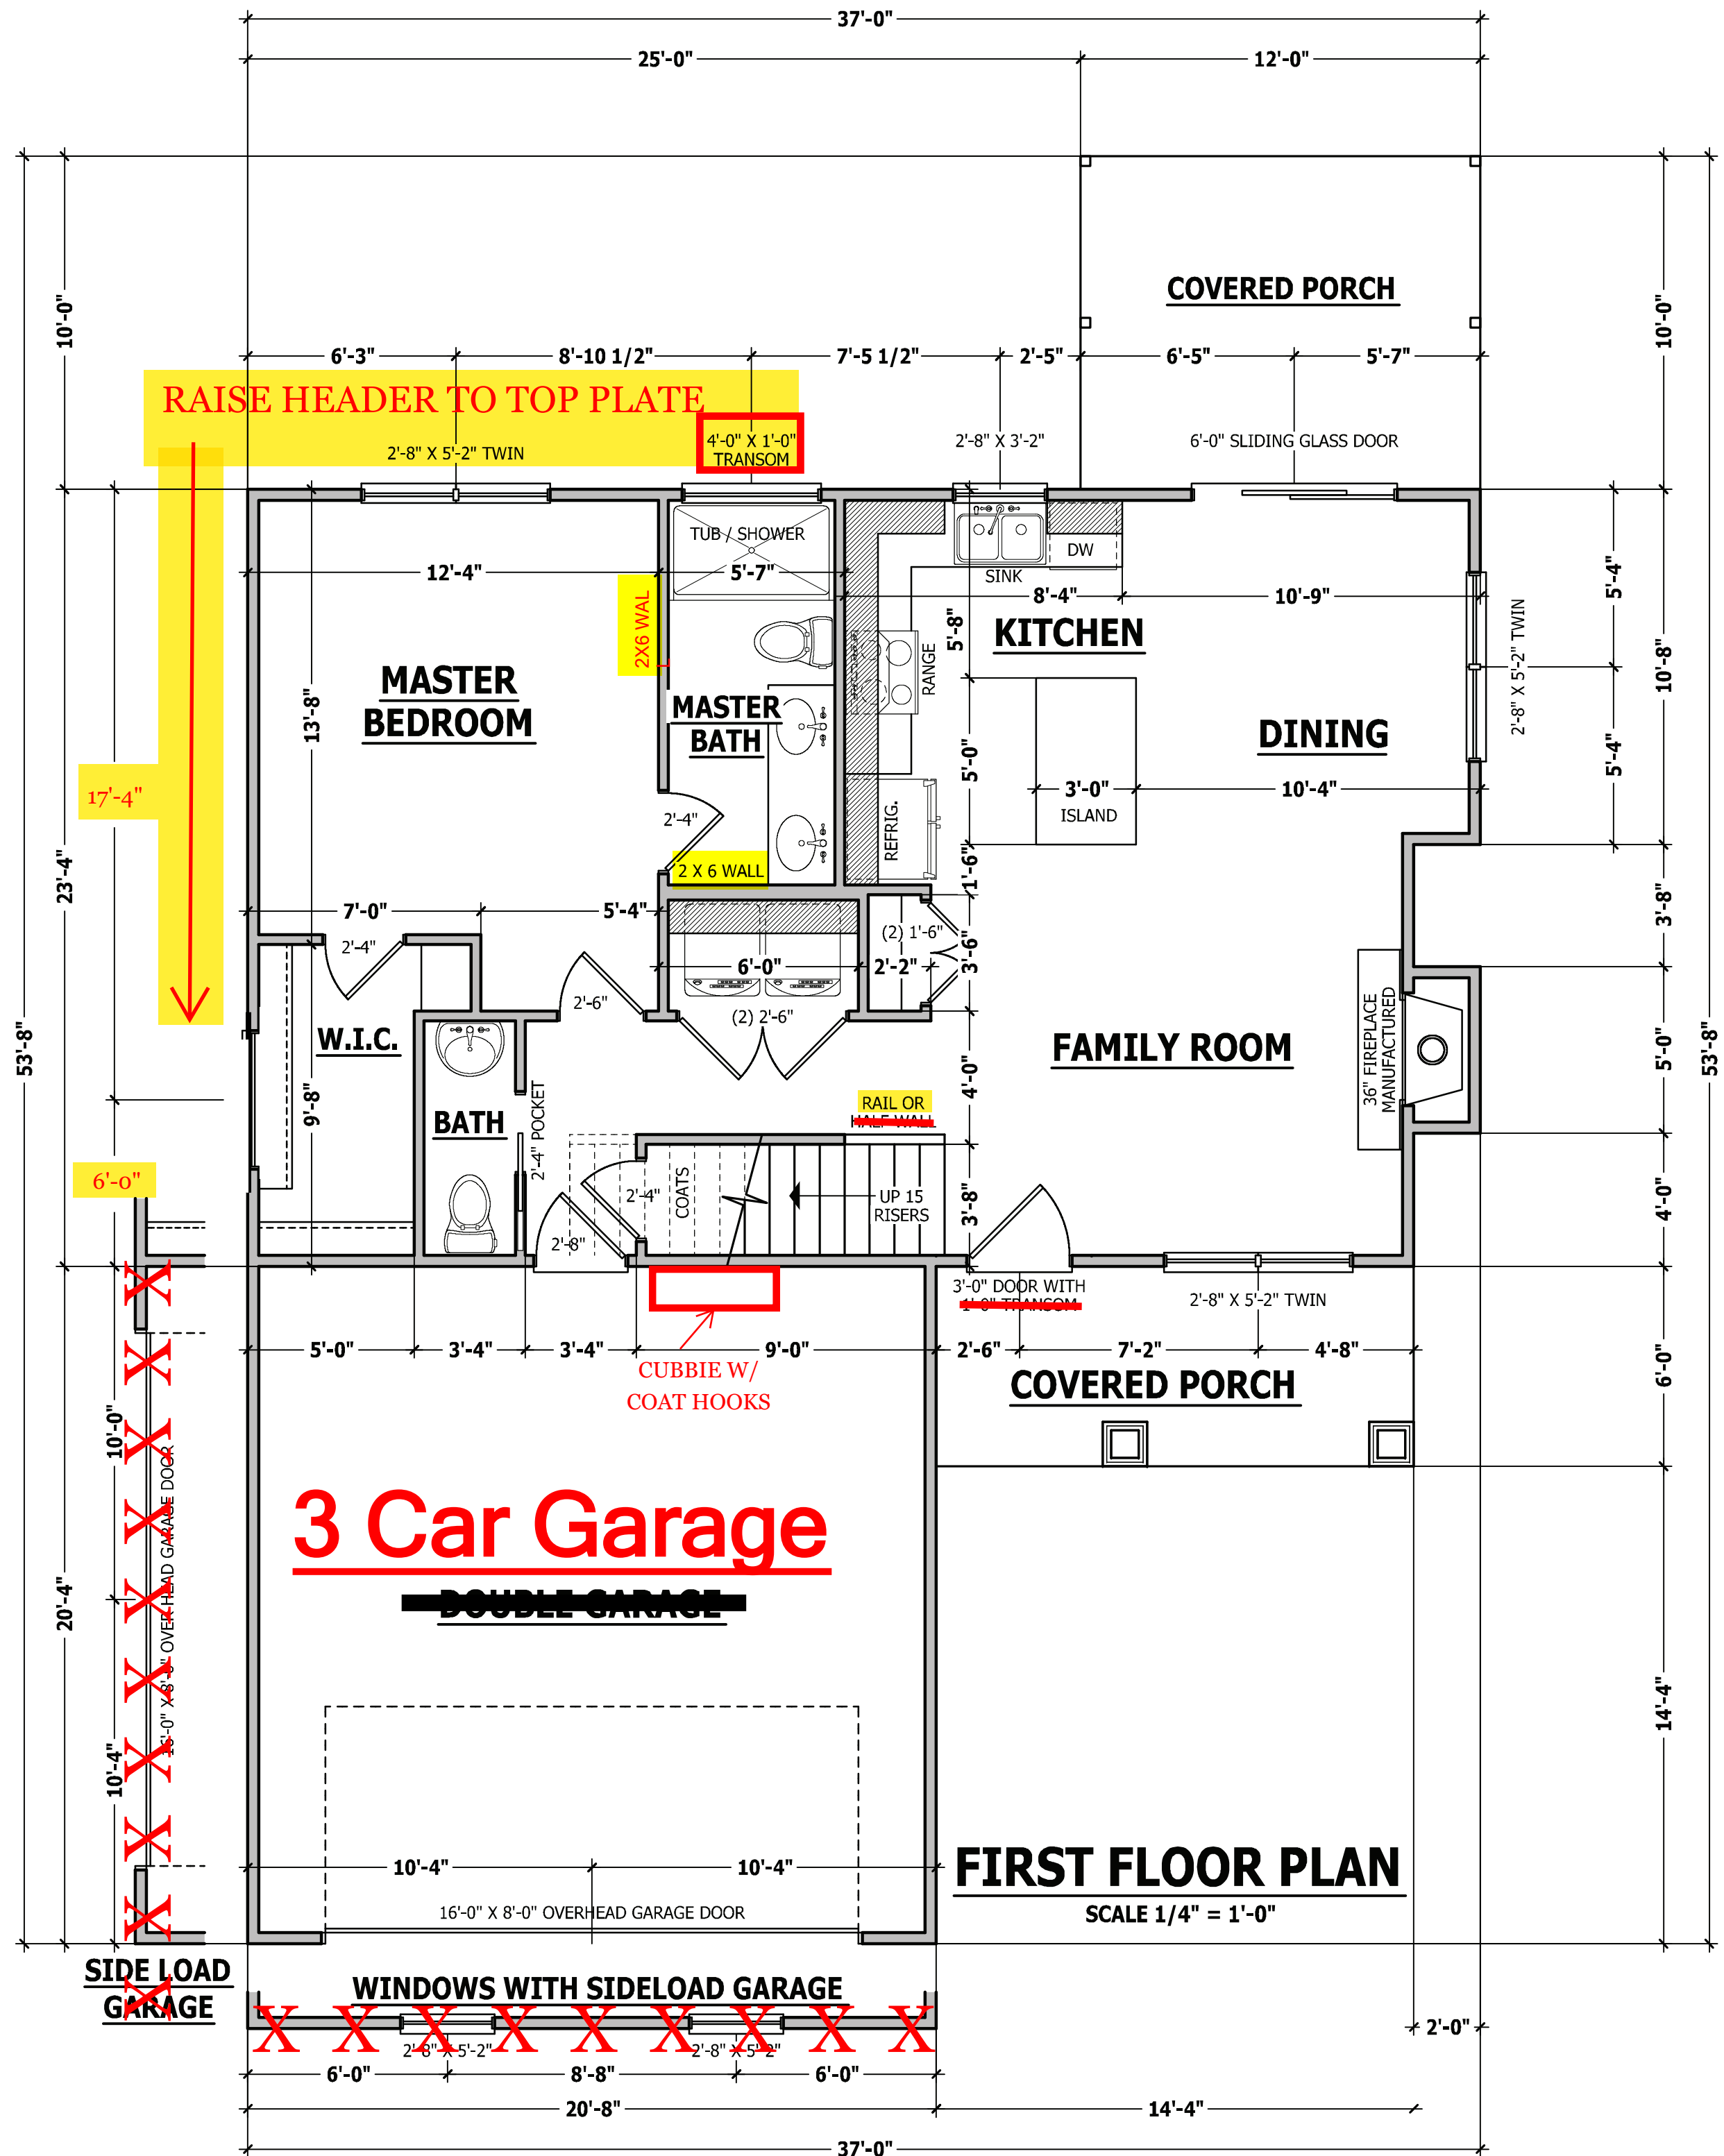 37'-0"
25'-0"
12'-0"
COVERED PORCH
10'-0"
10'-0"
6'-3"
8'-10 1/2"
7'-5 1/2"
2'-5"
6'-5"
5'-7"
RAISE HEADER TO TOP PLATE
2'-8" X 5'-2" TWIN
4'-0" X 1'-0"
TRANSOM
2'-8" X 3'-2"
6'-0" SLIDING GLASS DOOR
TUB / SHOWER
DW
SINK
12'-4"
5'-7"
8'-4"
10'-9"
5'-4"
2X6 WAL
L
5'-8"
KITCHEN
RANGE
2'-8" X 5'-2" TWIN
10'-8"
MASTER
BEDROOM
13'-8"
MASTER
BATH
DINING
5'-0"
5'-4"
17'-4"
3'-0"
10'-4"
ISLAND
2'-4"
REFRIG.
23'-4"
2 X 6 WALL
1'-6"
3'-8"
7'-0"
5'-4"
2'-4"
(2) 1'-6"
3'-6"
6'-0"
2'-2"
2'-6"
(2) 2'-6"
W.I.C.
FAMILY ROOM
36" FIREPLACE
MANUFACTURED
5'-0"
53'-8"
53'-8"
9'-8"
BATH
2'-4" POCKET
4'-0"
RAIL OR
HALF WALL
6'-0"
2'-4"
COATS
UP 15
RISERS
3'-8"
4'-0"
2'-8"
3'-0" DOOR WITH
1'-0" TRANSOM
2'-8" X 5'-2" TWIN
5'-0"
3'-4"
3'-4"
9'-0"
2'-6"
7'-2"
4'-8"
6'-0"
CUBBIE W/
COAT HOOKS
COVERED PORCH
10'-0"
16'-0" X 8'-0" OVERHEAD GARAGE DOOR
X
X
X
X
X
X
X
X
X
X
3 Car Garage
DOUBLE GARAGE
20'-4"
14'-4"
10'-4"
10'-4"
10'-4"
16'-0" X 8'-0" OVERHEAD GARAGE DOOR
FIRST FLOOR PLAN
SCALE 1/4" = 1'-0"
SIDE LOAD
GARAGE
WINDOWS WITH SIDELOAD GARAGE
X X X X X X X X X
2'-8" X 5'-2"
2'-8" X 5'-2"
2'-0"
6'-0"
8'-8"
6'-0"
20'-8"
14'-4"
37'-0"